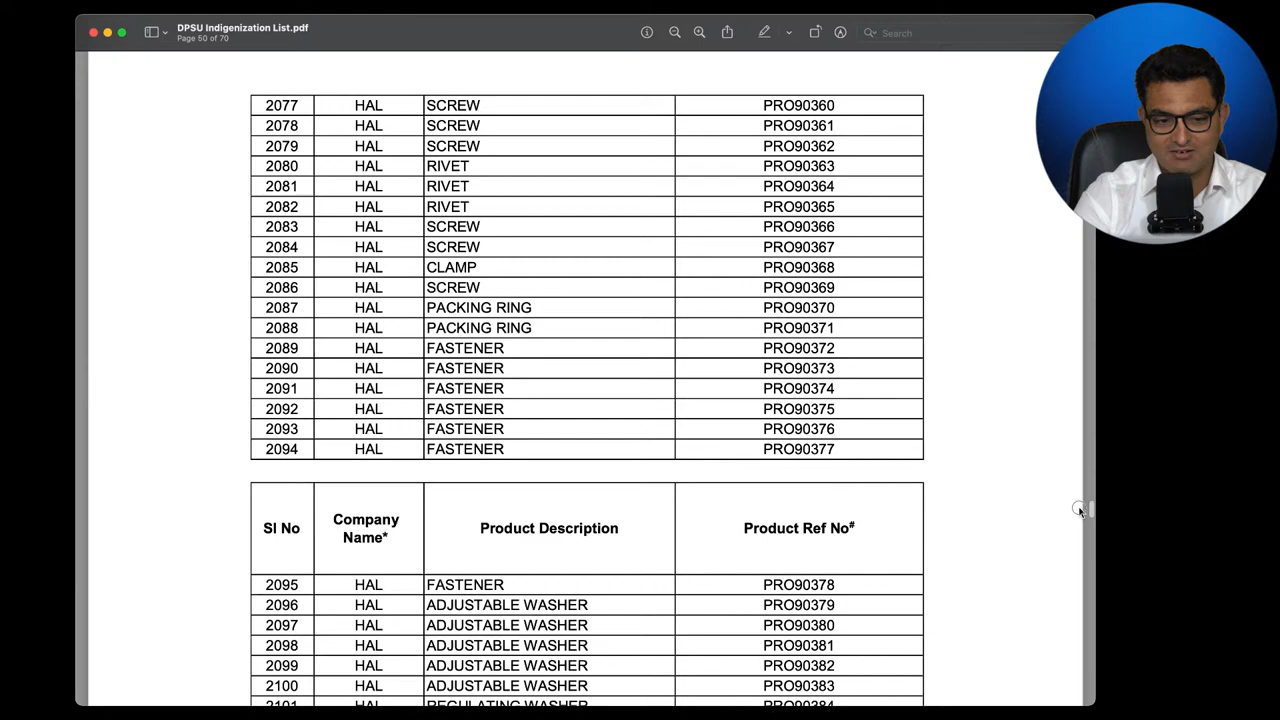 DPSU Indigenization List.pdf
Page 50 of 70
Search
2077 HAL SCREW PRO90360
2078 HAL SCREW PRO90361
2079 HAL SCREW PRO90362
2080 HAL RIVET PRO90363
2081 HAL RIVET PRO90364
2082 HAL RIVET PRO90365
2083 HAL SCREW PRO90366
2084 HAL SCREW PRO90367
2085 HAL CLAMP PRO90368
2086 HAL SCREW PRO90369
2087 HAL PACKING RING PRO90370
2088 HAL PACKING RING PRO90371
2089 HAL FASTENER PRO90372
2090 HAL FASTENER PRO90373
2091 HAL FASTENER PRO90374
2092 HAL FASTENER PRO90375
2093 HAL FASTENER PRO90376
2094 HAL FASTENER PRO90377
Sl No Company Name* Product Description Product Ref No#
2095 HAL FASTENER PRO90378
2096 HAL ADJUSTABLE WASHER PRO90379
2097 HAL ADJUSTABLE WASHER PRO90380
2098 HAL ADJUSTABLE WASHER PRO90381
2099 HAL ADJUSTABLE WASHER PRO90382
2100 HAL ADJUSTABLE WASHER PRO90383
2101 HAL REGULATING WASHER PRO90384